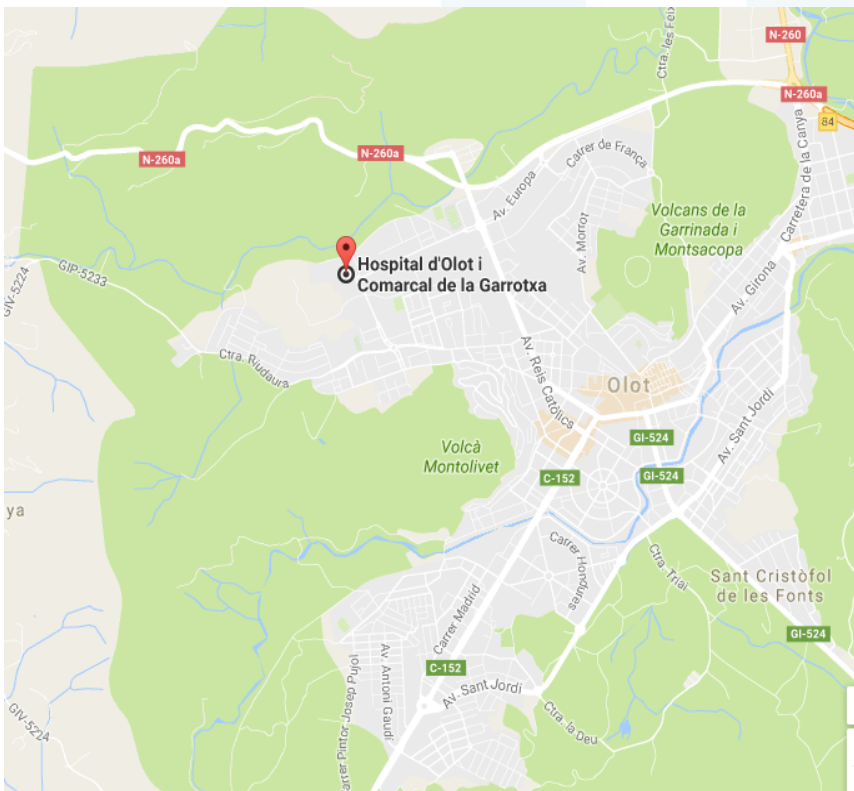 N-260
Ctra. les Feix
N-260a
84
N-260a
N-260a
Carrer de França
Carretera de la Canya
Av. Europa
Volcans de la
Garrinada i
Montsacopa
Av. Morrot
Hospital d'Olot i
Comarcal de la Garrotxa
GIP-5233
GIV-5224
Av. Girona
Ctra. Riudaura
Av. Reis Catòlics
Olot
Av. Sant Jordi
GI-524
Volcà
Montolivet
C-152
GI-524
ya
Carrer Hondures
Ctra. Triai
Sant Cristòfol
de les Fonts
Carrer Madrid
GI-524
C-152
Av. Antoni Gaudí
arrer Pintor Josep Pujol
Av. Sant Jordi
Ctra. la Deu
GIV-5214